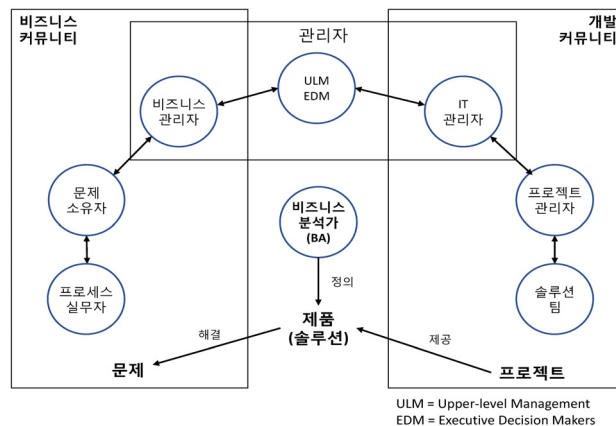 비즈니스
커뮤니티
관리자
개발
커뮤니티
ULM
EDM
비즈니스
관리자
IT
관리자
문제
소유자
비즈니스
분석가
(BA)
프로젝트
관리자
프로세스
실무자
정의
솔루션
팀
제품
(솔루션)
해결
제공
문제
프로젝트
ULM = Upper-level Management
EDM = Executive Decision Makers